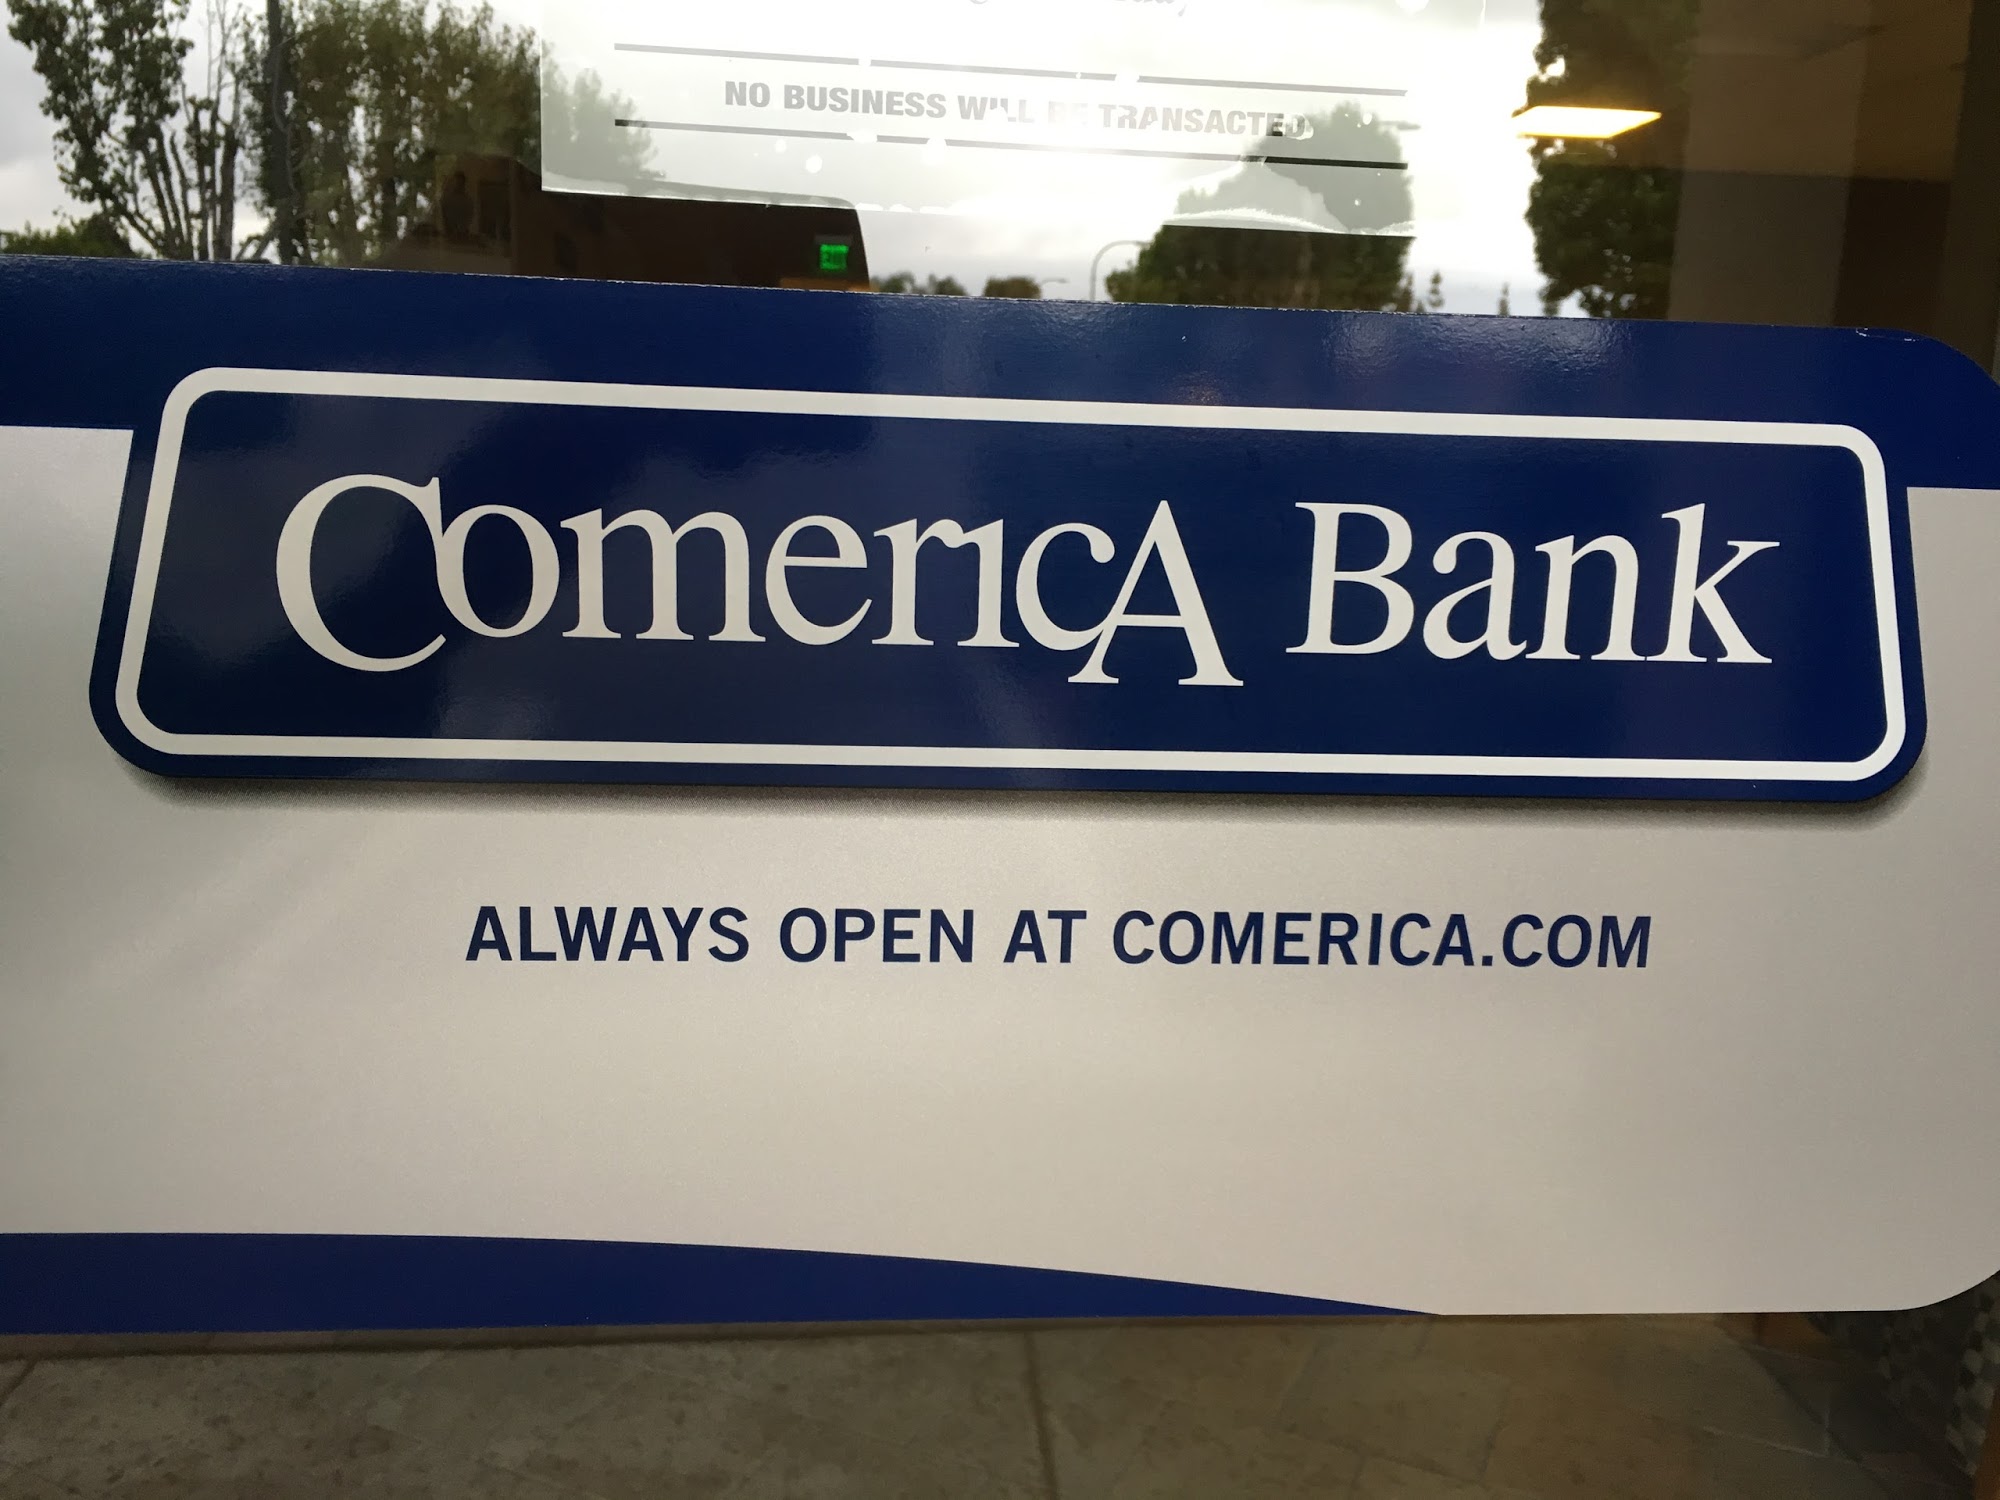 NO BUSINESS WILL BE TRANSACTED
ComericA Bank
ALWAYS OPEN AT COMERICA.COM